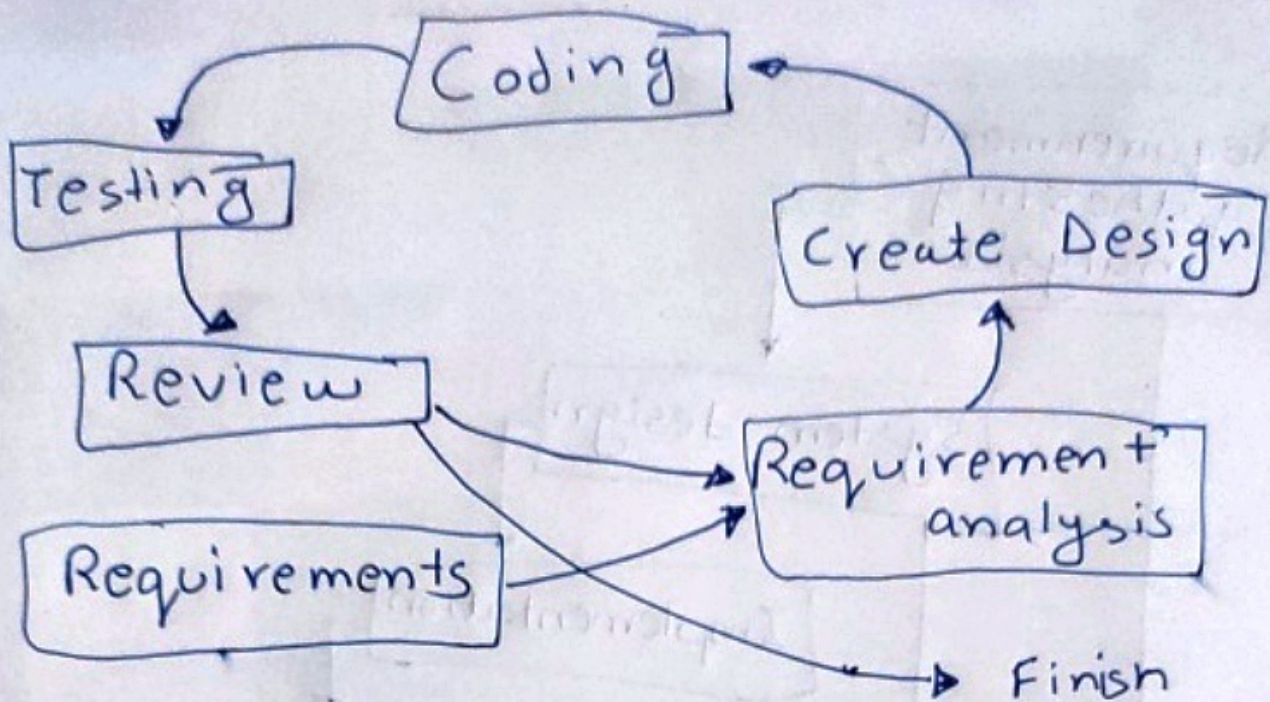 Coding
Testing
Create Design
Review
Requirement
analysis
Requirements
Finish